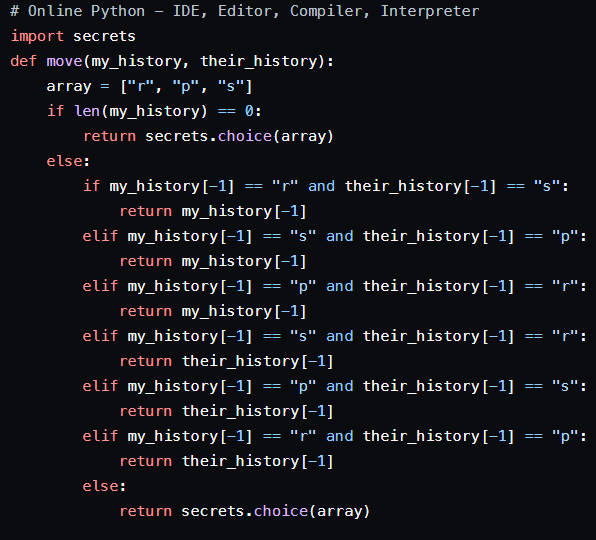 # Online Python - IDE, Editor, Compiler, Interpreter
import secrets
def move(my_history, their_history):
    array = ["r", "p", "s"]
    if len(my_history) == 0:
        return secrets.choice(array)
    else:
        if my_history[-1] == "r" and their_history[-1] == "s":
            return my_history[-1]
        elif my_history[-1] == "s" and their_history[-1] == "p":
            return my_history[-1]
        elif my_history[-1] == "p" and their_history[-1] == "r":
            return my_history[-1]
        elif my_history[-1] == "s" and their_history[-1] == "r":
            return their_history[-1]
        elif my_history[-1] == "p" and their_history[-1] == "s":
            return their_history[-1]
        elif my_history[-1] == "r" and their_history[-1] == "p":
            return their_history[-1]
        else:
            return secrets.choice(array)